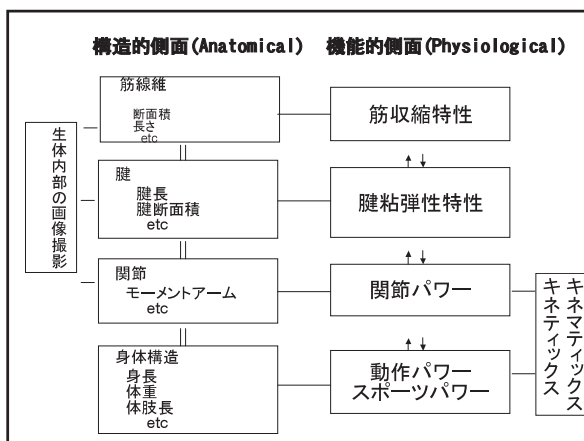 構造的側面(Anatomical)
機能的側面(Physiological)
筋線維
断面積
長さ
etc
筋収縮特性
生体内部の画像撮影
腱
腱長
腱断面積
etc
腱粘弾性特性
関節
モーメントアーム
etc
関節パワー
キネマティックス
キネティックス
身体構造
身長
体重
体肢長
etc
動作パワー
スポーツパワー